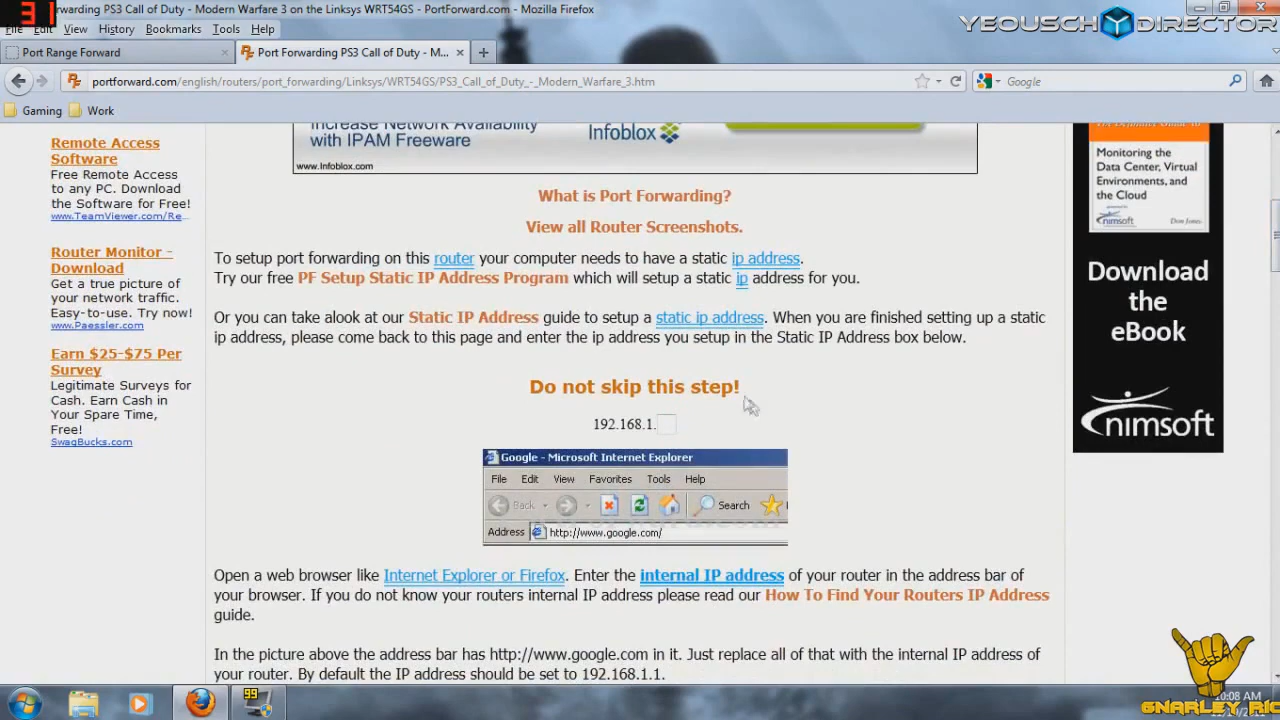 31
Port Forwarding PS3 Call of Duty - Modern Warfare 3 on the Linksys WRT54GS - PortForward.com - Mozilla Firefox
File Edit View History Bookmarks Tools Help
YEOUSCH DIRECTOR
Port Range Forward
Port Forwarding PS3 Call of Duty - M...
portforward.com/english/routers/port_forwarding/Linksys/WRT54GS/PS3_Call_of_Duty_-_Modern_Warfare_3.htm
Google
Gaming Work
Remote Access
Software
Free Remote Access
to any PC. Download
the Software for Free!
www.TeamViewer.com/Re...
Router Monitor -
Download
Get a true picture of
your network traffic.
Easy-to-use. Try now!
www.Paessler.com
Earn $25-$75 Per
Survey
Legitimate Surveys for
Cash. Earn Cash in
Your Spare Time,
Free!
SwagBucks.com
Increase Network Availability
with IPAM Freeware
Infoblox
www.Infoblox.com
What is Port Forwarding?
View all Router Screenshots.
To setup port forwarding on this router your computer needs to have a static ip address.
Try our free PF Setup Static IP Address Program which will setup a static ip address for you.
Or you can take alook at our Static IP Address guide to setup a static ip address. When you are finished setting up a static
ip address, please come back to this page and enter the ip address you setup in the Static IP Address box below.
Do not skip this step!
192.168.1.
Google - Microsoft Internet Explorer
File Edit View Favorites Tools Help
Back Search
Address http://www.google.com/
Open a web browser like Internet Explorer or Firefox. Enter the internal IP address of your router in the address bar of
your browser. If you do not know your routers internal IP address please read our How To Find Your Routers IP Address
guide.
In the picture above the address bar has http://www.google.com in it. Just replace all of that with the internal IP address of
your router. By default the IP address should be set to 192.168.1.1.
Monitoring the
Data Center, Virtual
Environments, and
the Cloud
nimsoft
Don Jones
Download
the
eBook
nimsoft
99
10:08 AM